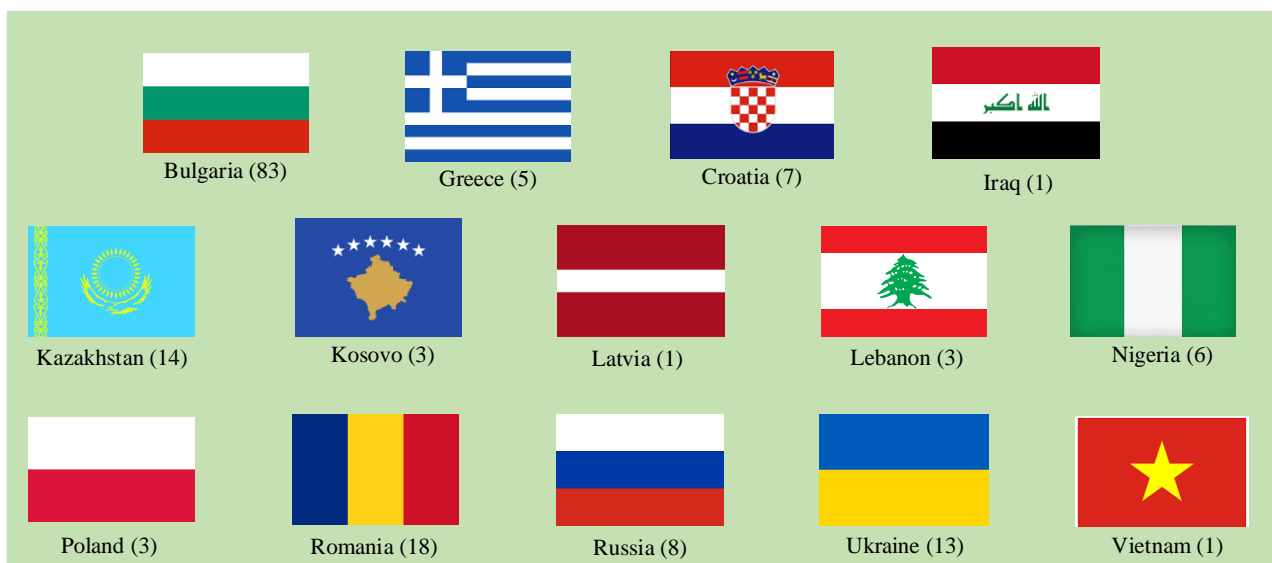 الله اكبر
Bulgaria (83)
Greece (5)
Croatia (7)
Iraq (1)
Kazakhstan (14)
Kosovo (3)
Latvia (1)
Lebanon (3)
Nigeria (6)
Poland (3)
Romania (18)
Russia (8)
Ukraine (13)
Vietnam (1)